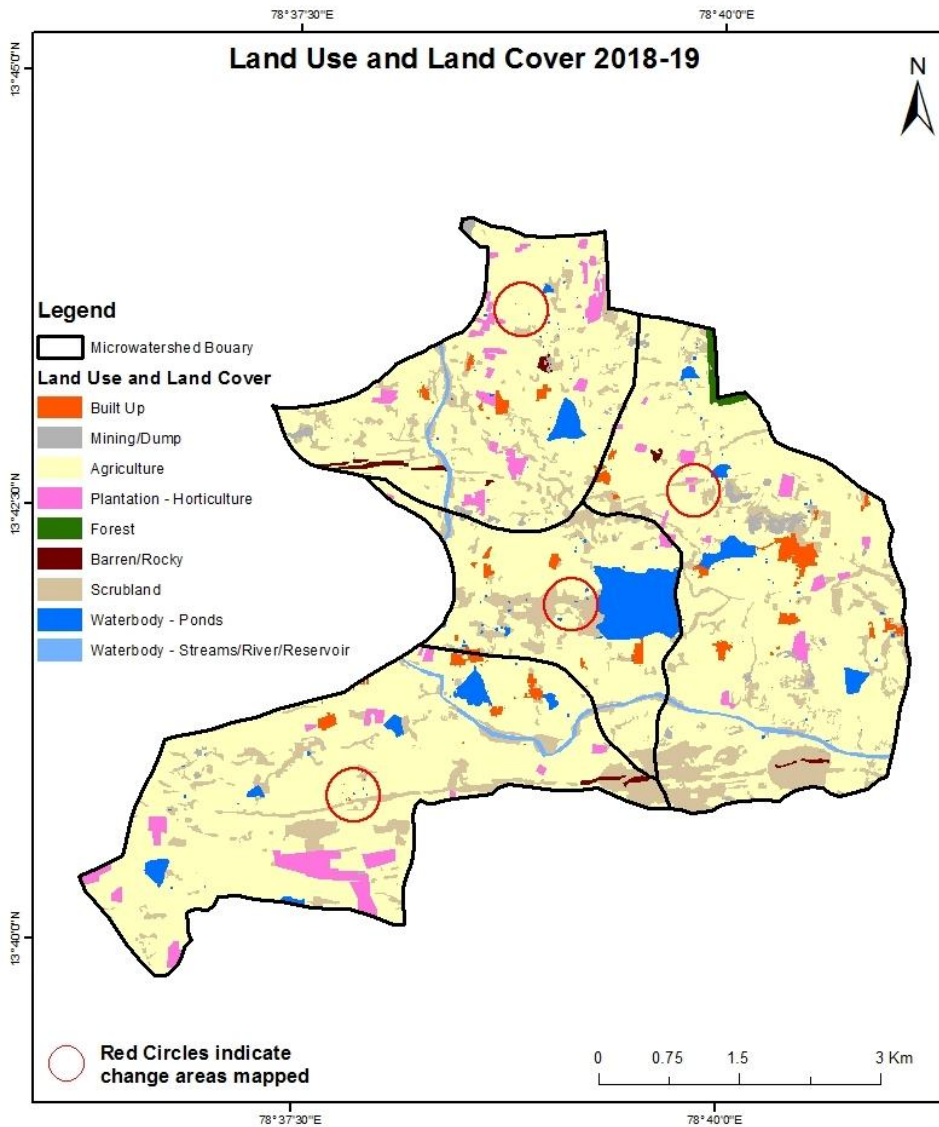 78°37'30"E
78°40'0"E
Land Use and Land Cover 2018-19
N
13°45'0"N
Legend
Microwatershed Bouary
Land Use and Land Cover
Built Up
Mining/Dump
Agriculture
Plantation - Horticulture
Forest
Barren/Rocky
Scrubland
Waterbody - Ponds
Waterbody - Streams/River/Reservoir
13°42'30"N
13°40'0"N
Red Circles indicate
change areas mapped
0 0.75 1.5 3 Km
78°37'30"E
78°40'0"E